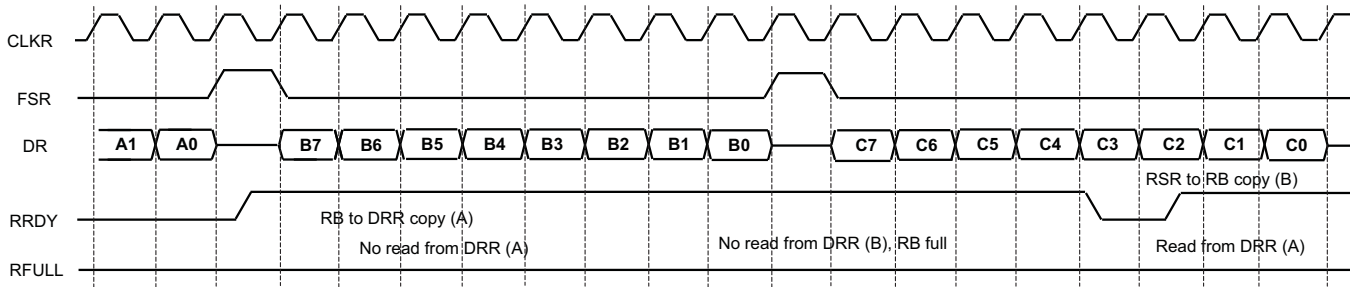 CLKR
FSR
DR A1 A0 B7 B6 B5 B4 B3 B2 B1 B0 C7 C6 C5 C4 C3 C2 C1 C0
RSR to RB copy (B)
RRDY RB to DRR copy (A)
No read from DRR (A) No read from DRR (B), RB full Read from DRR (A)
RFULL